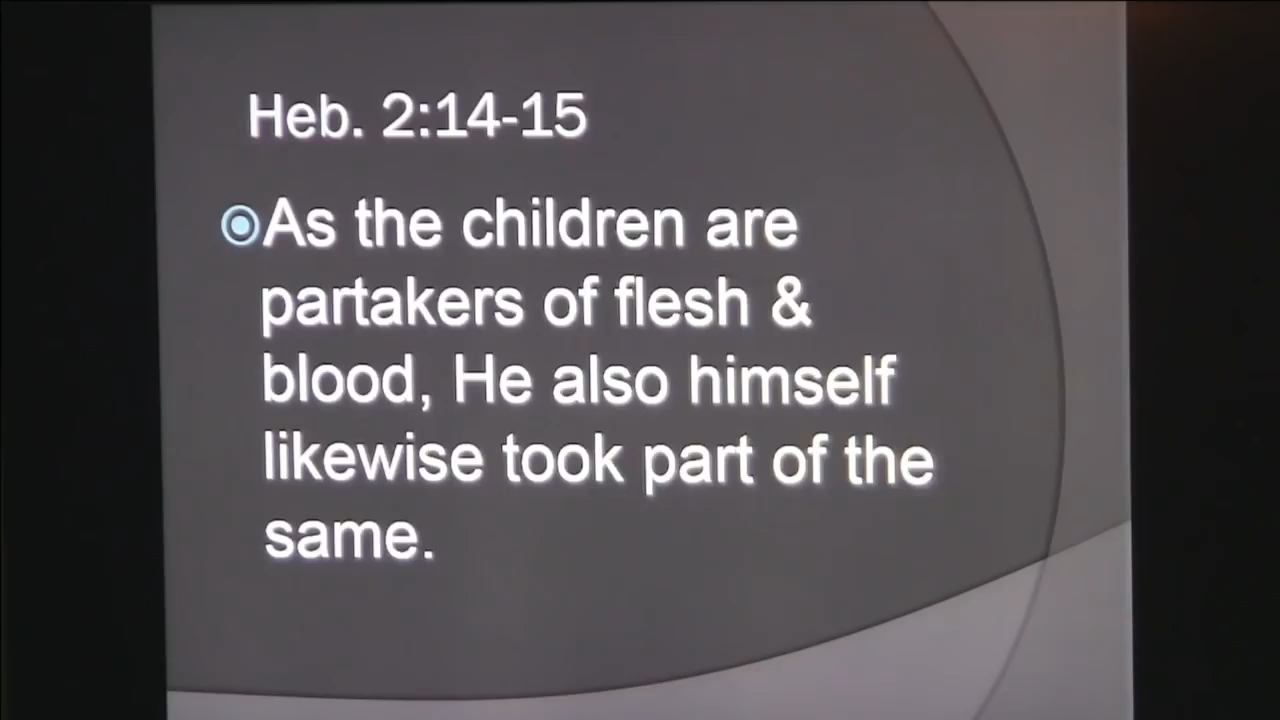 Heb. 2:14-15
As the children are
partakers of flesh &
blood, He also himself
likewise took part of the
same.